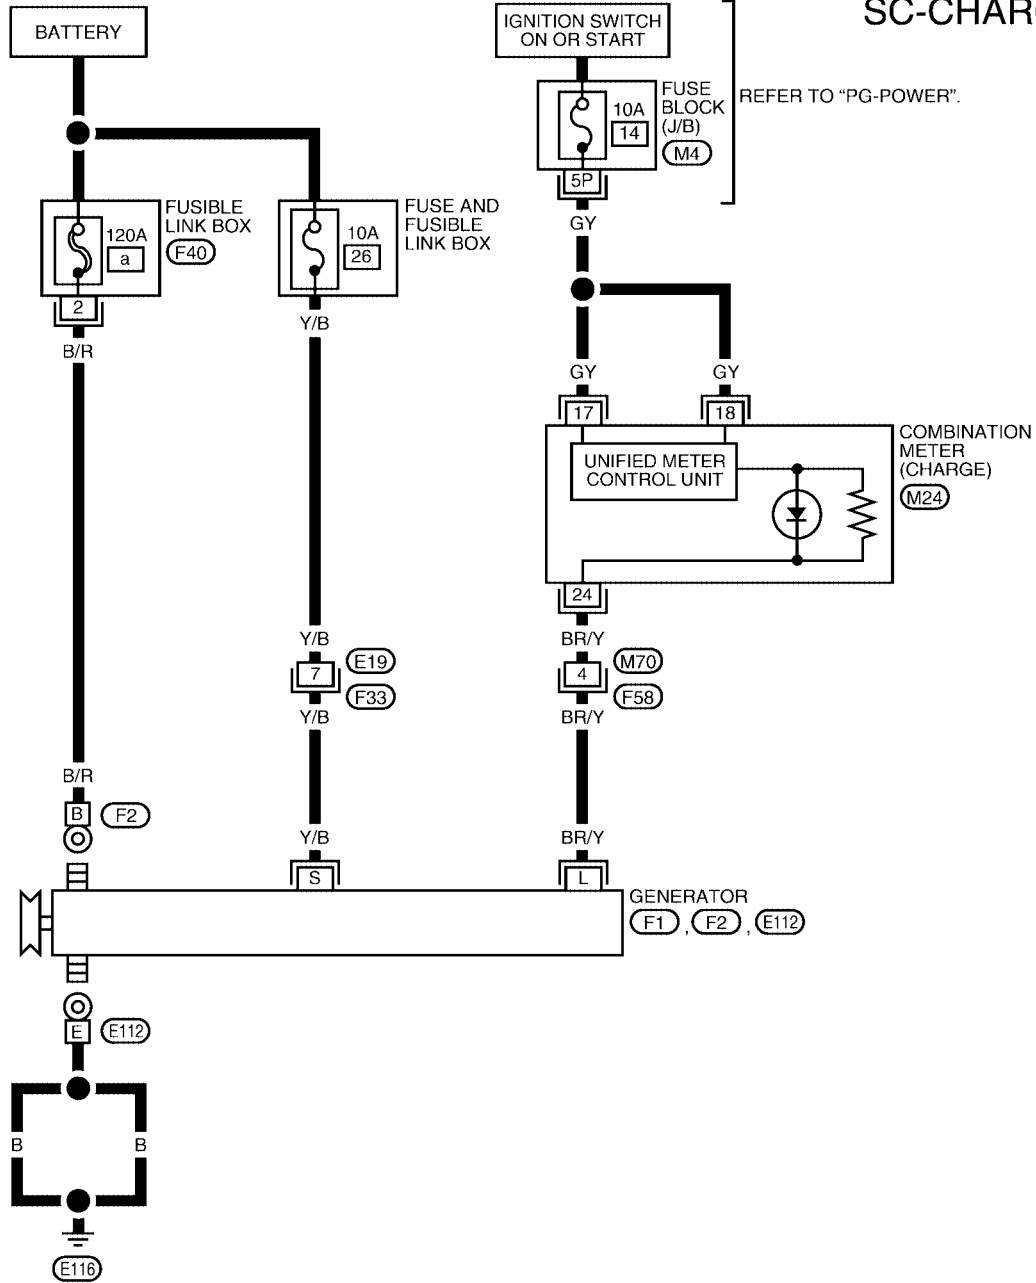 SC-CHAR
BATTERY
IGNITION SWITCH
ON OR START
REFER TO “PG-POWER”.
10A
14
FUSE
BLOCK
(J/B)
M4
5P
GY
120A
a
FUSIBLE
LINK BOX
F40
2
B/R
10A
26
FUSE AND
FUSIBLE
LINK BOX
Y/B
GY
GY
17
18
UNIFIED METER
CONTROL UNIT
COMBINATION
METER
(CHARGE)
M24
24
BR/Y
Y/B
7
E19
F33
Y/B
4
M70
F58
BR/Y
B/R
B
F2
Y/B
S
BR/Y
L
GENERATOR
F1 , F2 , E112
E
E112
B
B
E116